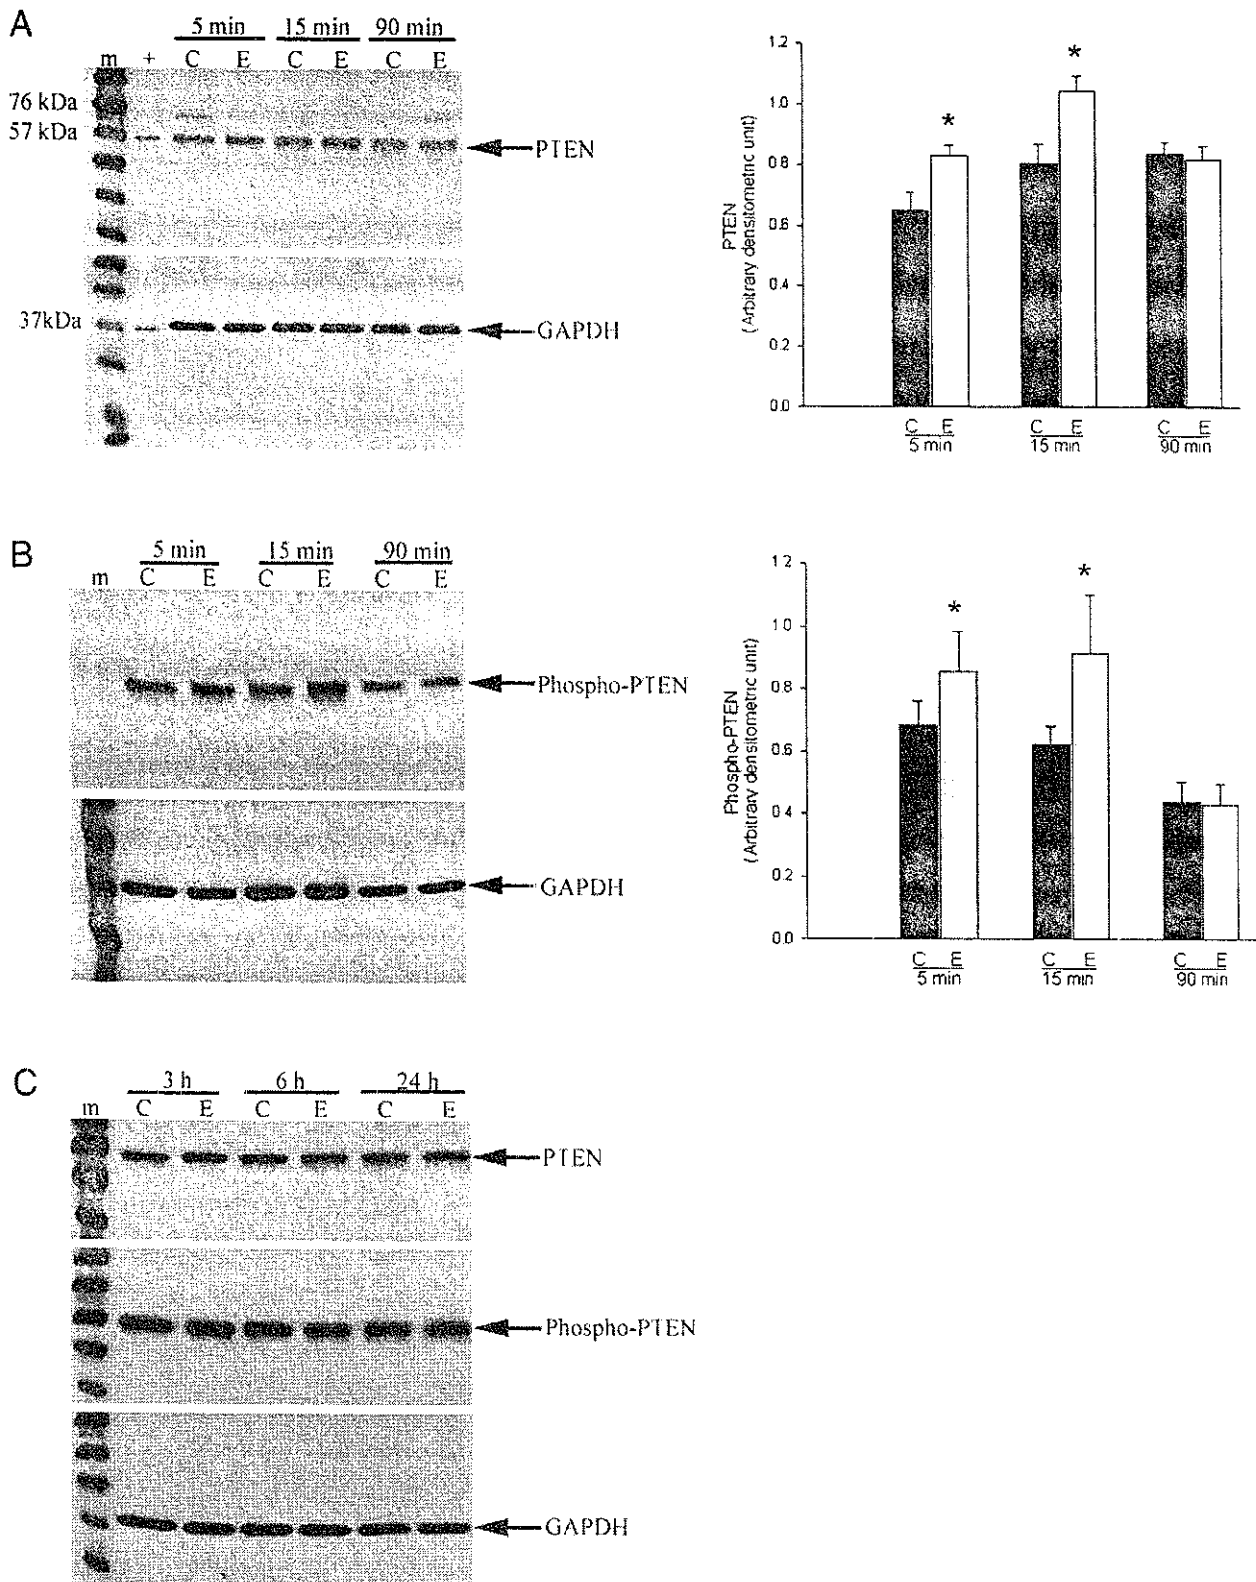 A
5 min 15 min 90 min
m + C E C E C E
76 kDa
57 kDa
PTEN
37kDa
GAPDH
1.2
1.0
0.8
0.6
0.4
0.2
0.0
PTEN
(Arbitrary densitometric unit)
* *
C E C E C E
5 min 15 min 90 min
B
5 min 15 min 90 min
m C E C E C E
Phospho-PTEN
GAPDH
1.2
1.0
0.8
0.6
0.4
0.2
0.0
Phospho-PTEN
(Arbitrary densitometric unit)
* *
C E C E C E
5 min 15 min 90 min
C
3 h 6 h 24 h
m C E C E C E
PTEN
Phospho-PTEN
GAPDH